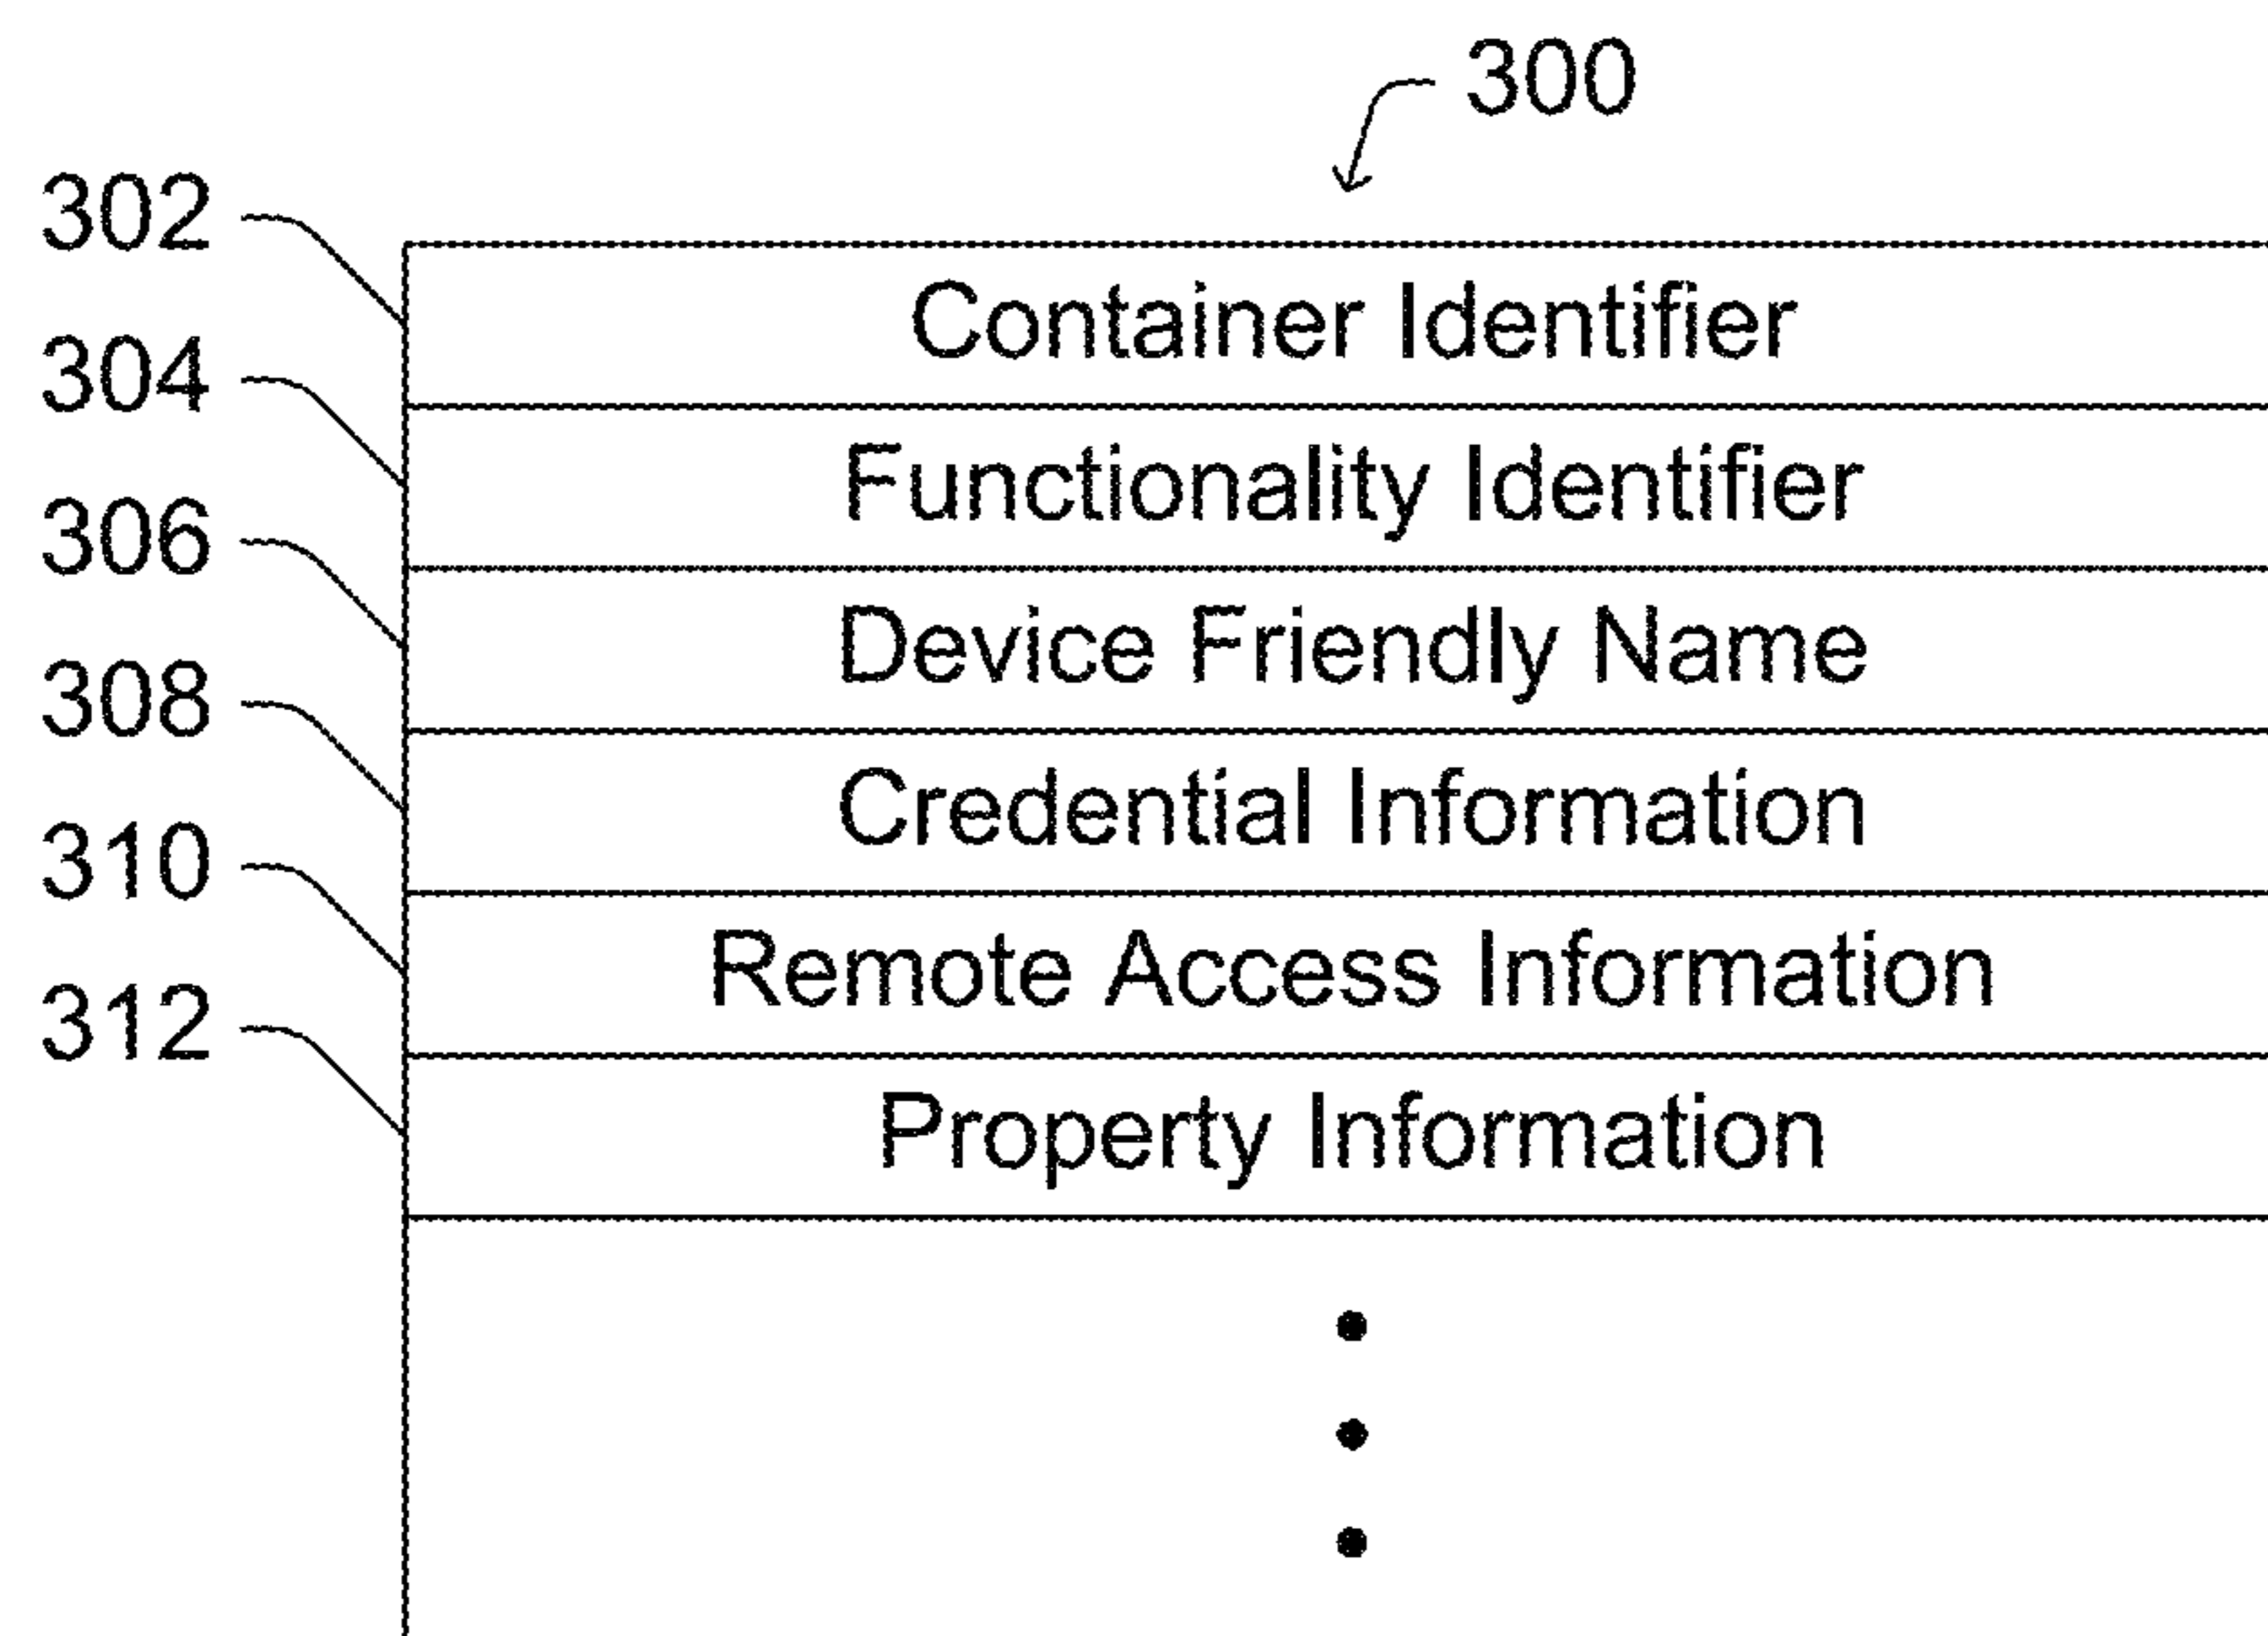 300
302
Container Identifier
304
Functionality Identifier
306
Device Friendly Name
308
Credential Information
310
Remote Access Information
312
Property Information